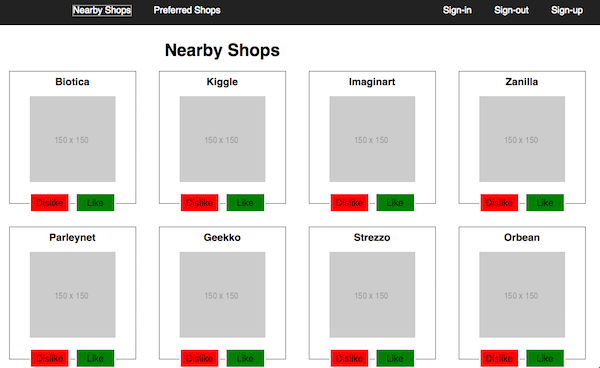 Nearby Shops Preferred Shops Sign-in Sign-out Sign-up
Nearby Shops
Biotica Kiggle Imaginart Zanilla
150 x 150 150 x 150 150 x 150 150 x 150
Dislike Like Dislike Like Dislike Like Dislike Like
Parleynet Geekko Strezzo Orbean
150 x 150 150 x 150 150 x 150 150 x 150
Dislike Like Dislike Like Dislike Like Dislike Like